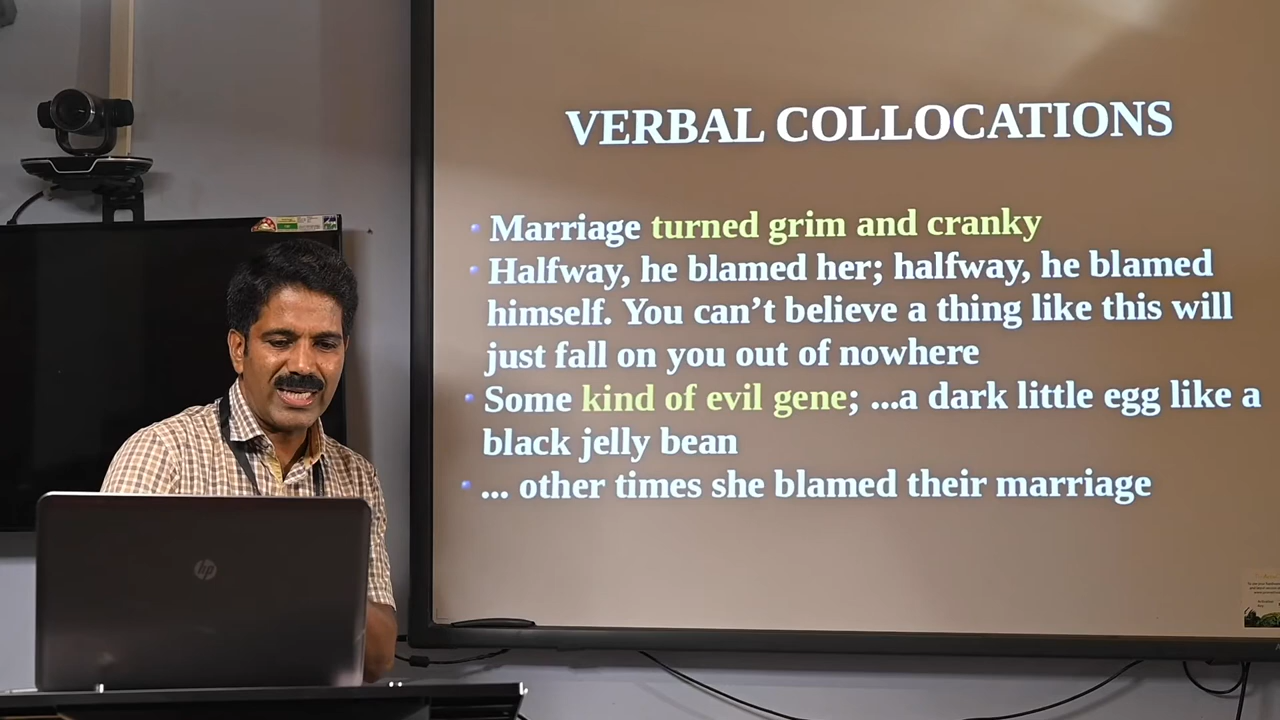 VERBAL COLLOCATIONS
• Marriage turned grim and cranky
• Halfway, he blamed her; halfway, he blamed
himself. You can’t believe a thing like this will
just fall on you out of nowhere
• Some kind of evil gene; ...a dark little egg like a
black jelly bean
• ... other times she blamed their marriage
hp